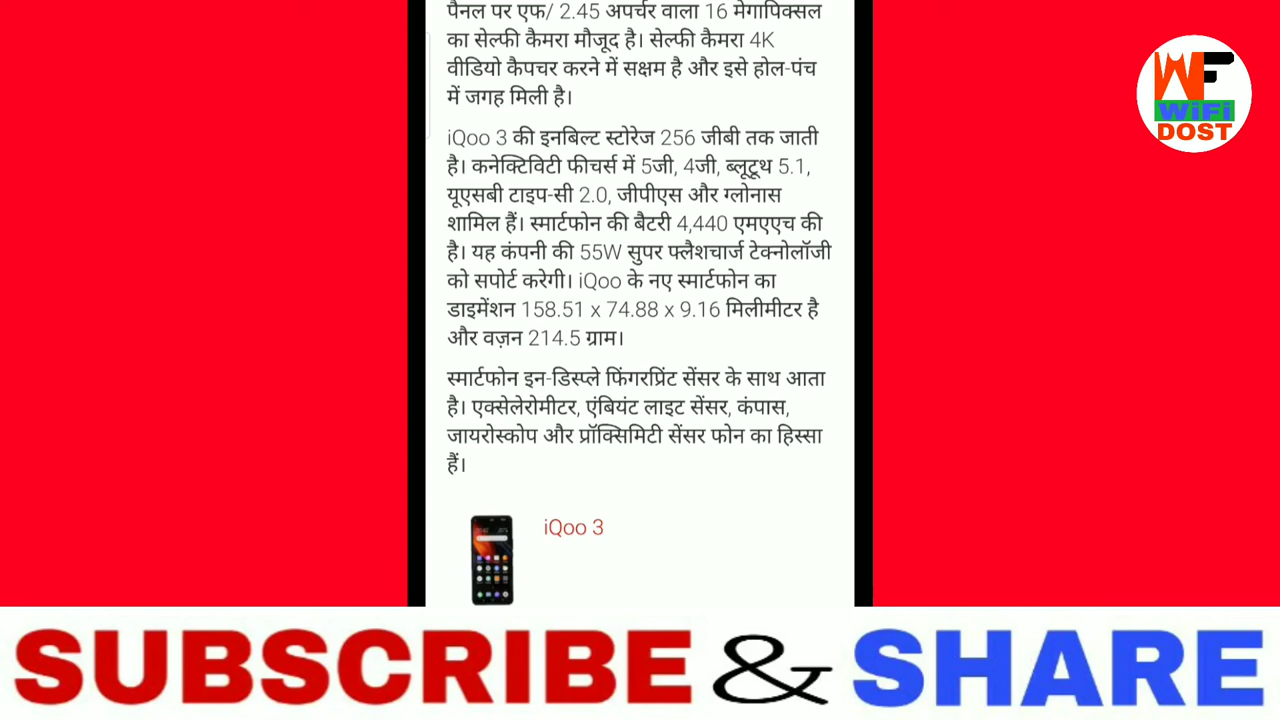 पैनल पर एफ/ 2.45 अपर्चर वाला 16 मेगापिक्सल
का सेल्फी कैमरा मौजूद है। सेल्फी कैमरा 4K
वीडियो कैपचर करने में सक्षम है और इसे होल-पंच
में जगह मिली है।
iQoo 3 की इनबिल्ट स्टोरेज 256 जीबी तक जाती
है। कनेक्टिविटी फीचर्स में 5जी, 4जी, ब्लूटूथ 5.1,
यूएसबी टाइप-सी 2.0, जीपीएस और ग्लोनास
शामिल हैं। स्मार्टफोन की बैटरी 4,440 एमएएच की
है। यह कंपनी की 55W सुपर फ्लैशचार्ज टेक्नोलॉजी
को सपोर्ट करेगी। iQoo के नए स्मार्टफोन का
डाइमेंशन 158.51 x 74.88 x 9.16 मिलीमीटर है
और वज़न 214.5 ग्राम।
स्मार्टफोन इन-डिस्प्ले फिंगरप्रिंट सेंसर के साथ आता
है। एक्सेलेरोमीटर, एंबियंट लाइट सेंसर, कंपास,
जायरोस्कोप और प्रॉक्सिमिटी सेंसर फोन का हिस्सा
हैं।
iQoo 3
WF
WiFi
DOST
SUBSCRIBE & SHARE